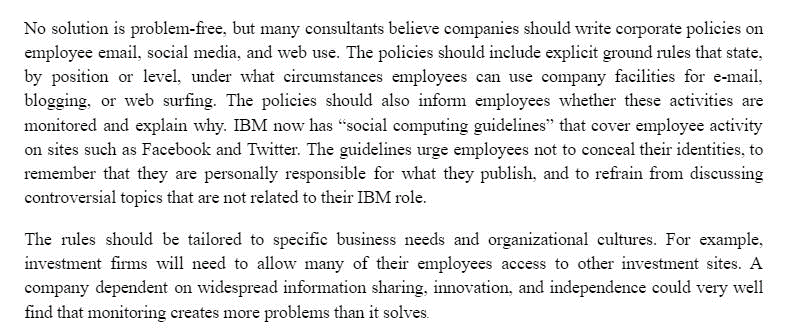 No solution is problem-free, but many consultants believe companies should write corporate policies on
employee email, social media, and web use. The policies should include explicit ground rules that state,
by position or level, under what circumstances employees can use company facilities for e-mail,
blogging, or web surfing. The policies should also inform employees whether these activities are
monitored and explain why. IBM now has “social computing guidelines” that cover employee activity
on sites such as Facebook and Twitter. The guidelines urge employees not to conceal their identities, to
remember that they are personally responsible for what they publish, and to refrain from discussing
controversial topics that are not related to their IBM role.
The rules should be tailored to specific business needs and organizational cultures. For example,
investment firms will need to allow many of their employees access to other investment sites. A
company dependent on widespread information sharing, innovation, and independence could very well
find that monitoring creates more problems than it solves.